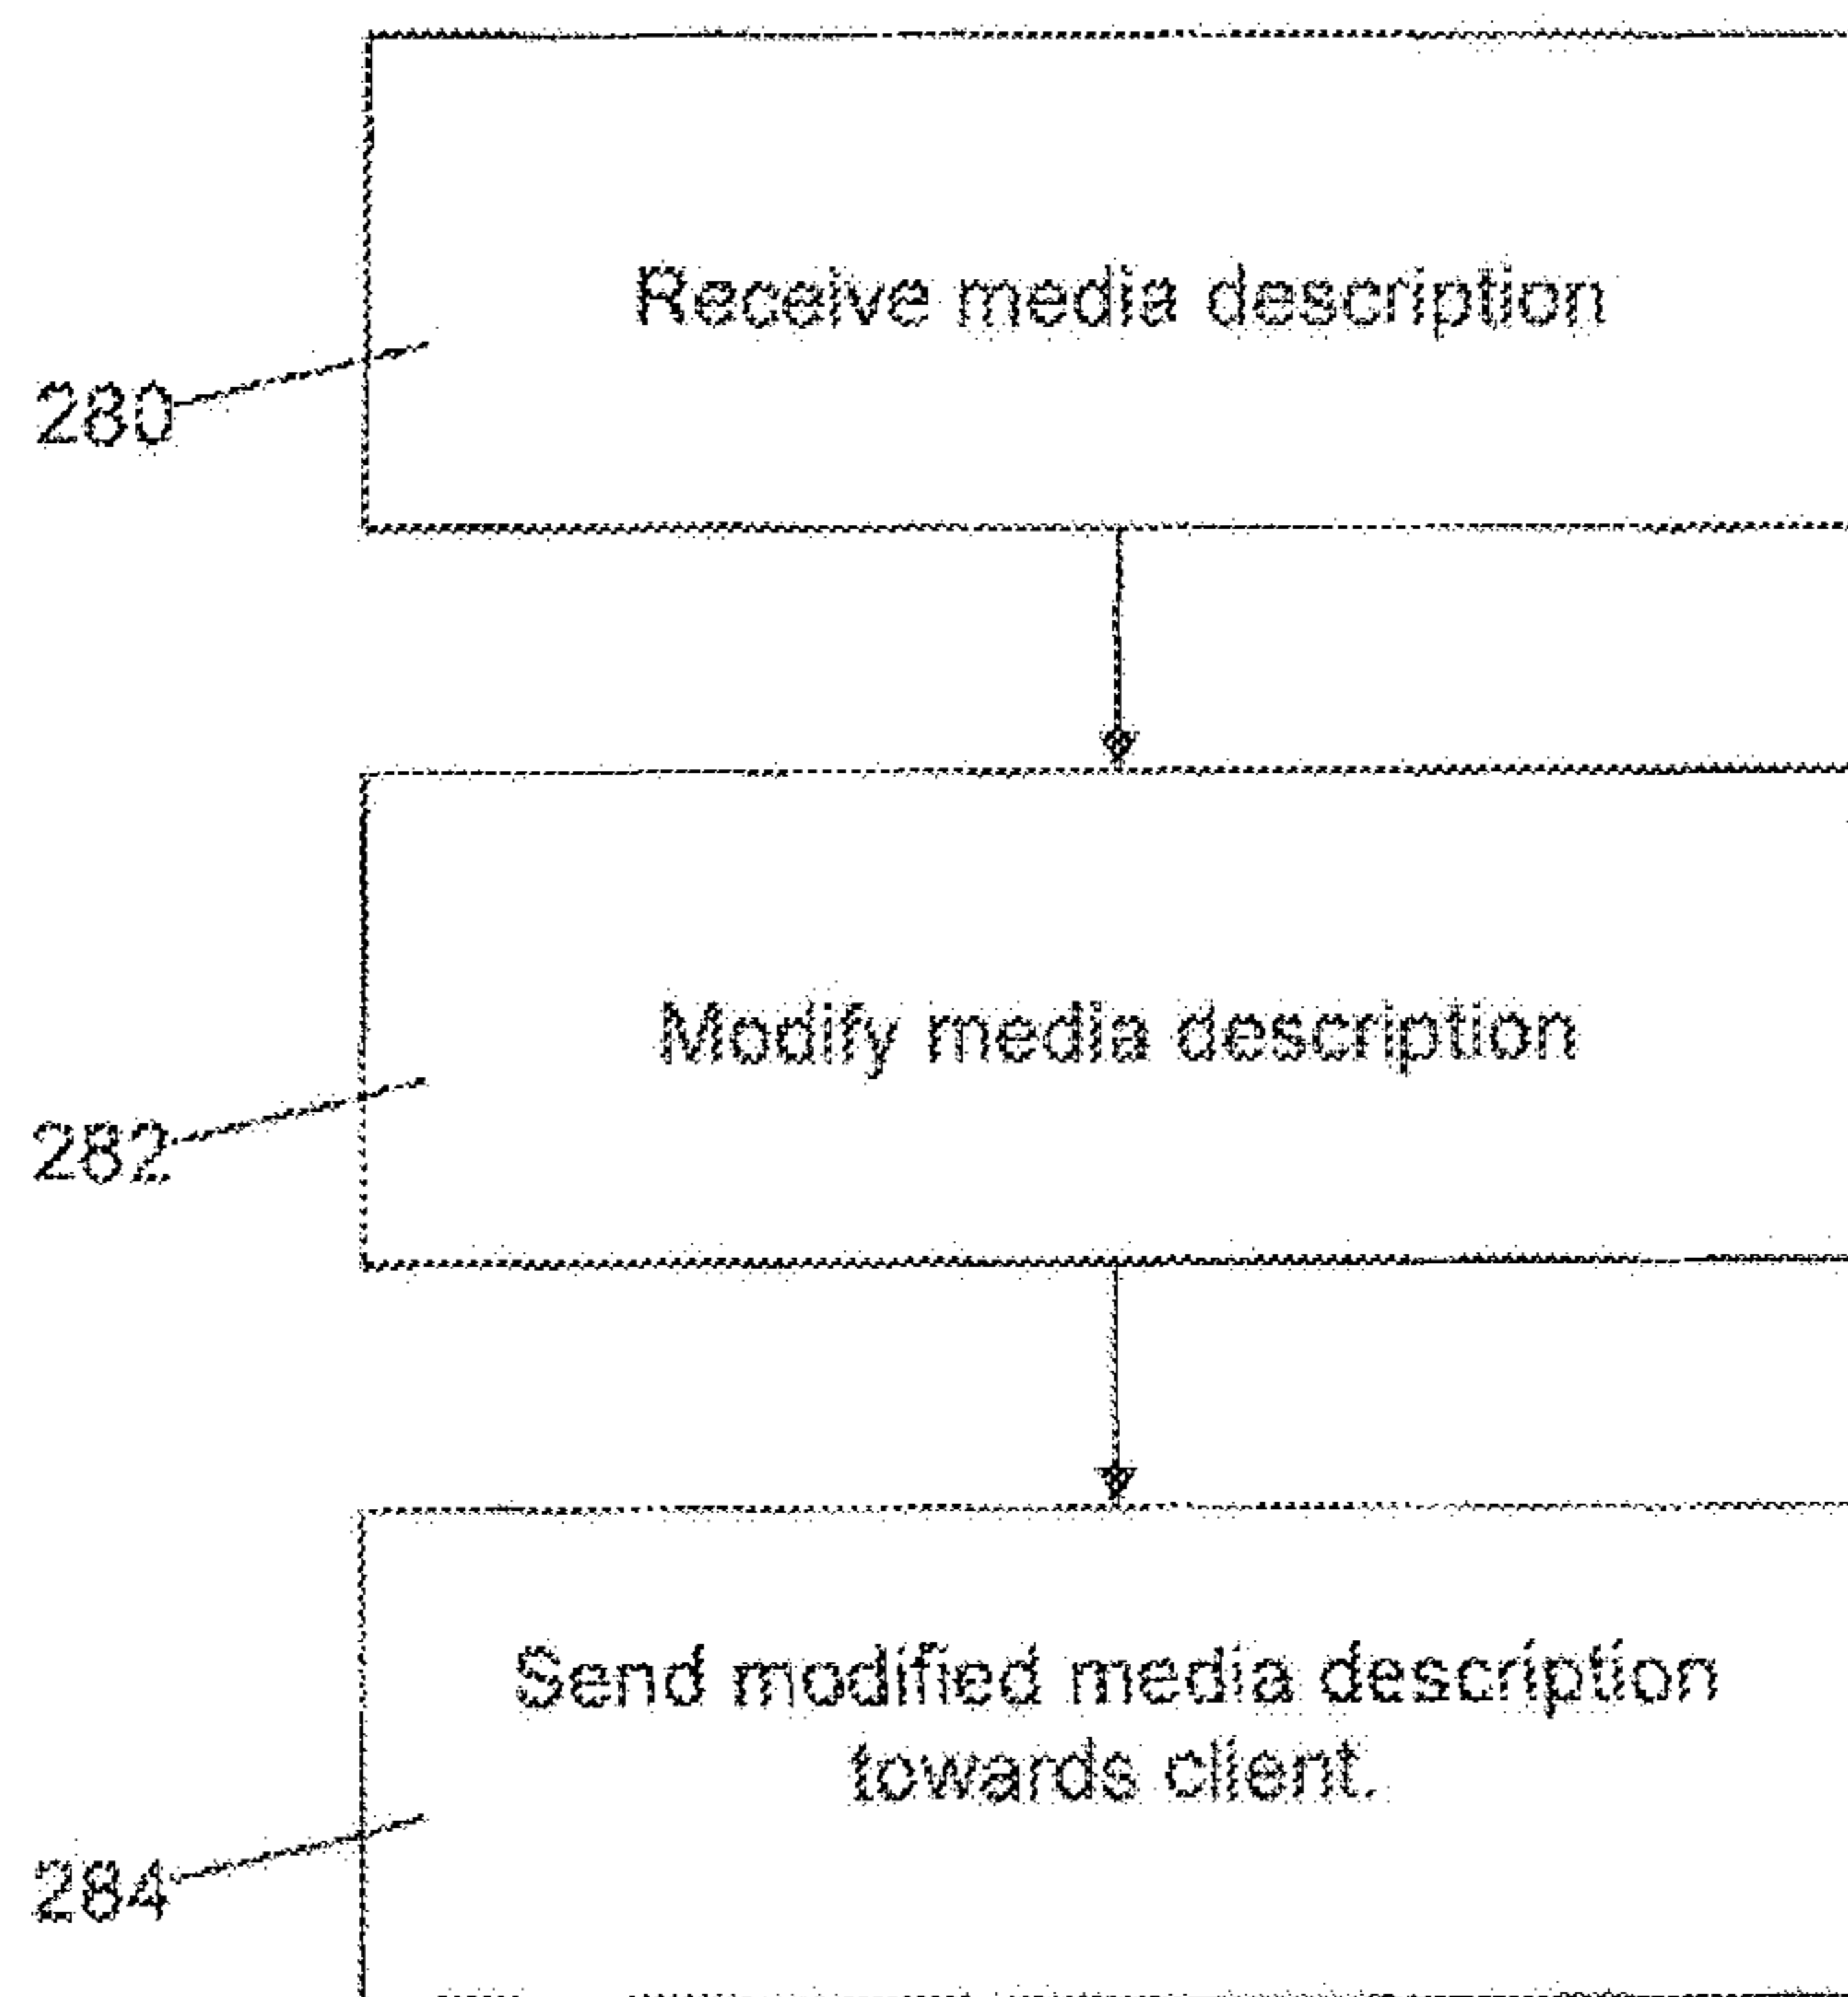 Receive media description
280
Modify media description
282
Send modified media description
towards client.
284